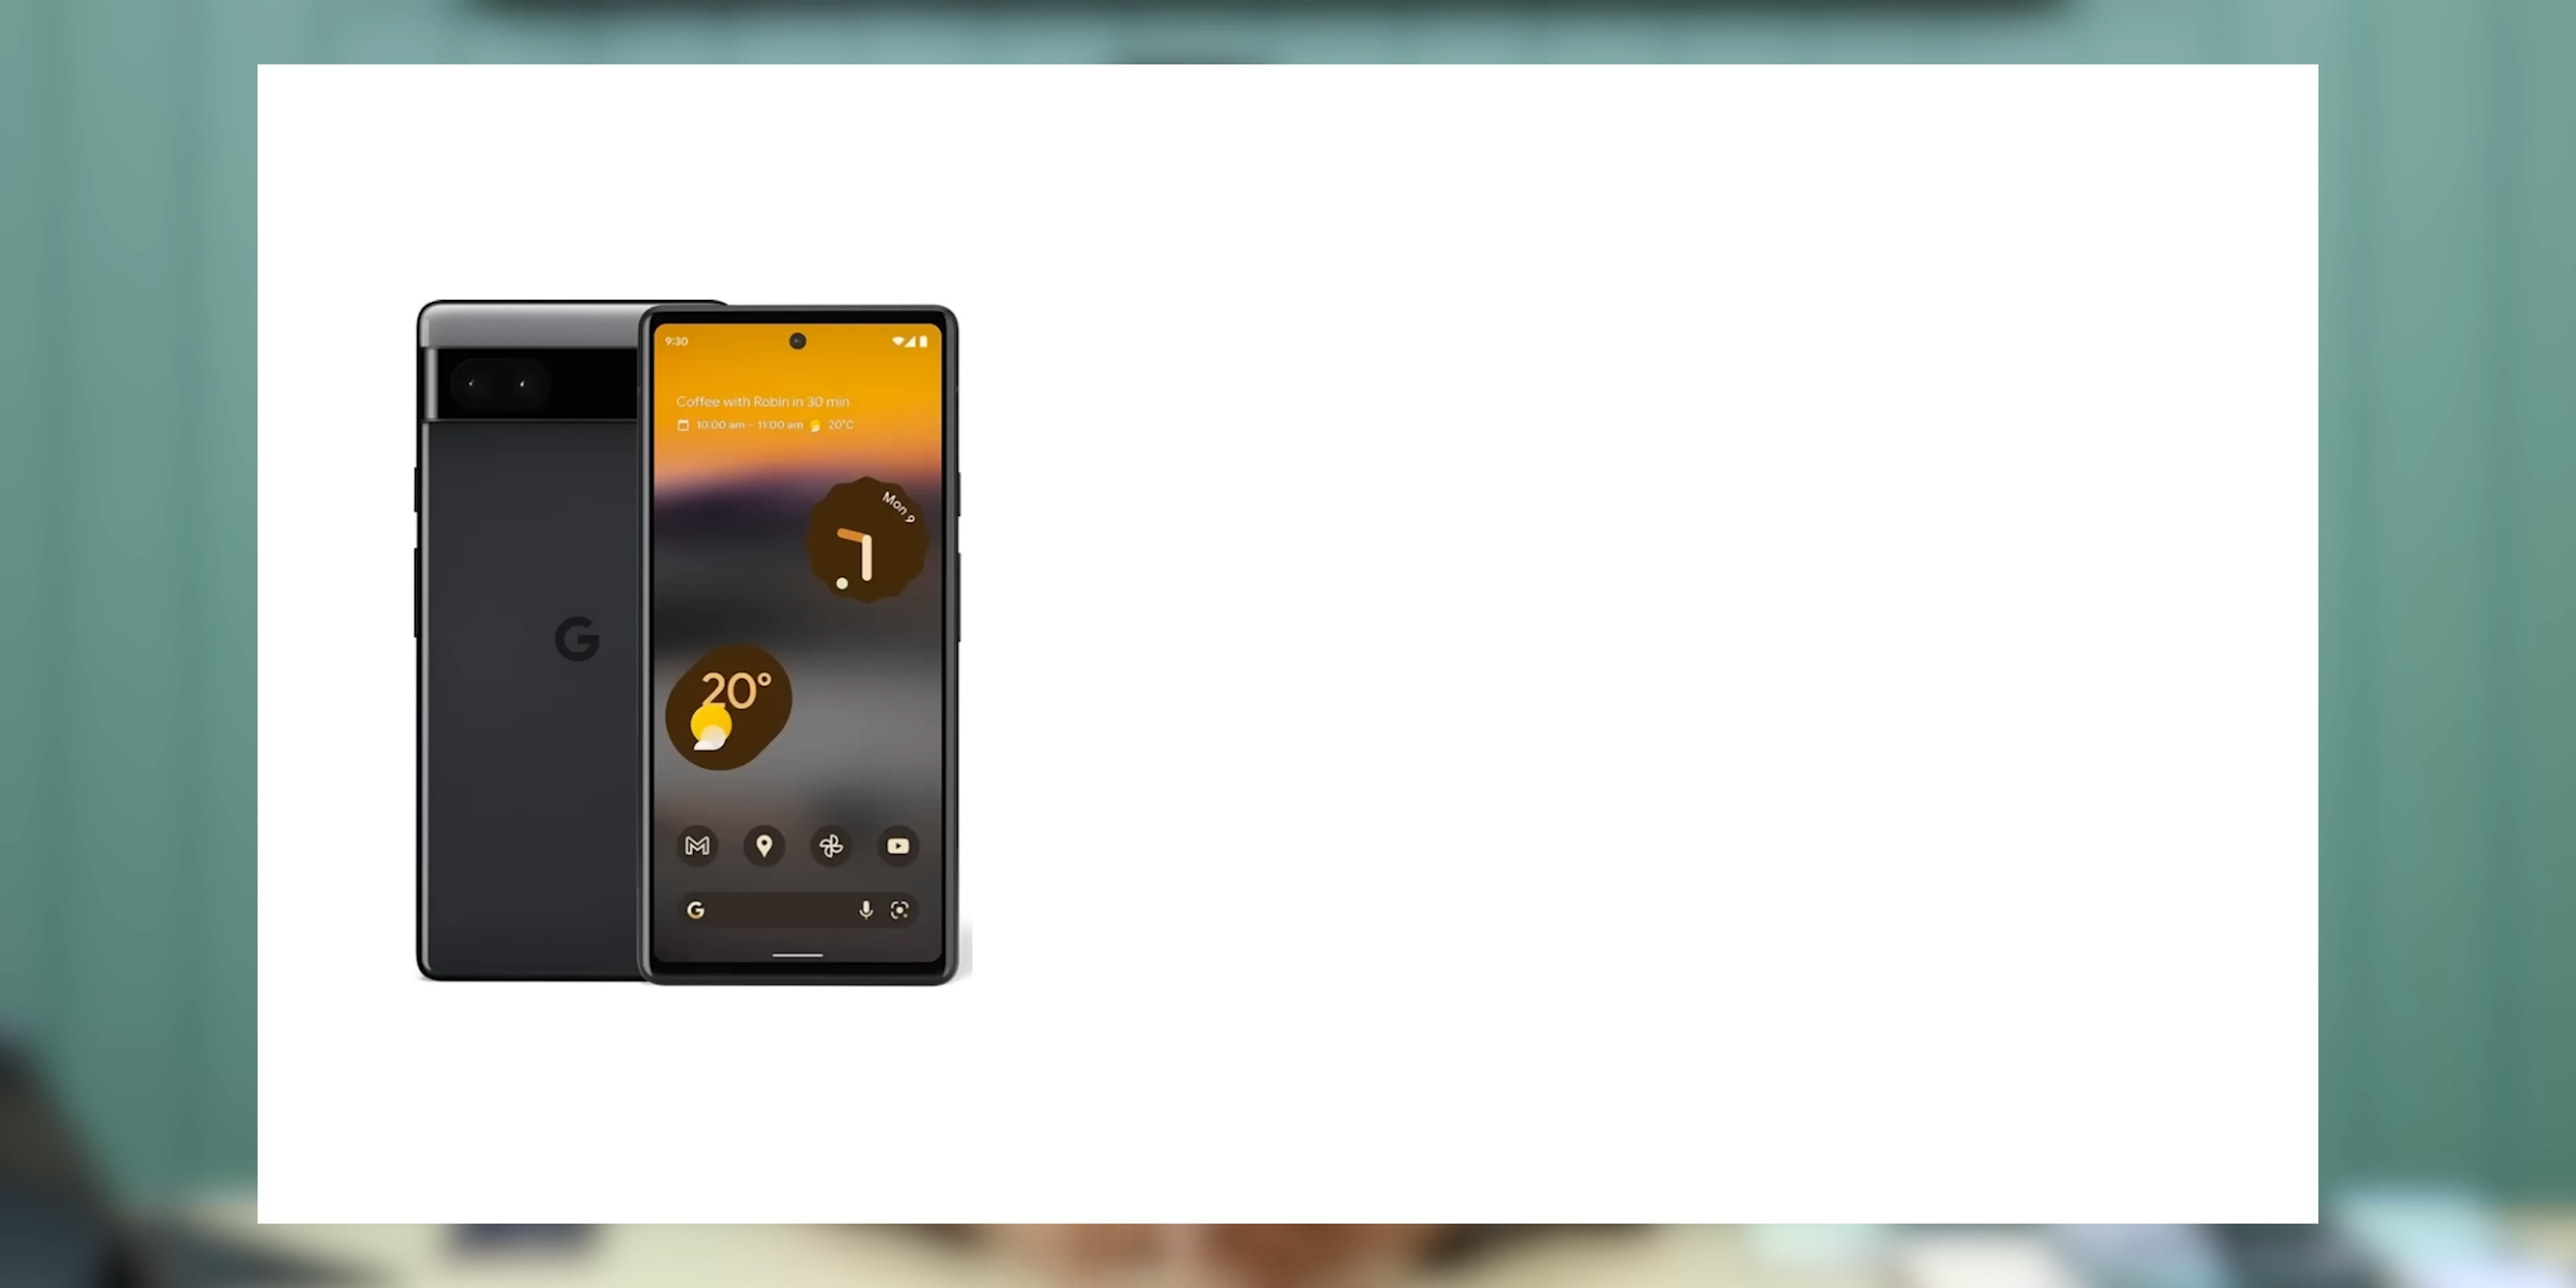 9:30
Coffee with Robin in 30 min
10:00 am - 11:00 am 20°C
Mon 9
20°
G
G